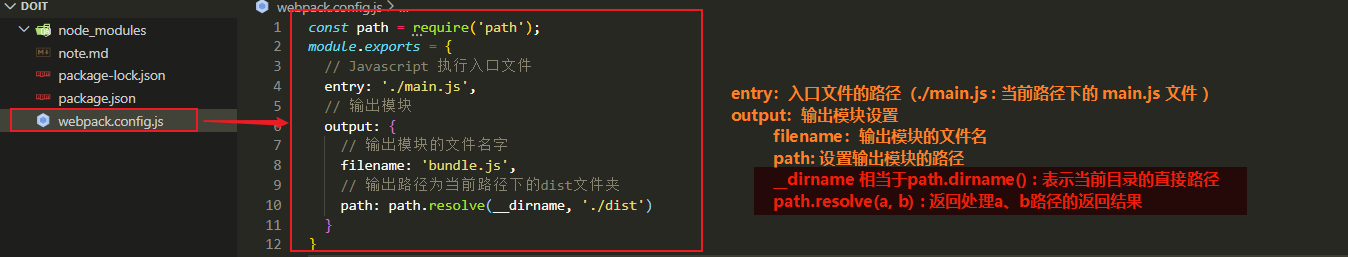 DOIT
node_modules
note.md
package-lock.json
package.json
webpack.config.js
webpack.config.js > ...
1 const path = require('path');
2 module.exports = {
3 // Javascript 执行入口文件
4 entry: './main.js',
5 // 输出模块
6 output: {
7 // 输出模块的文件名字
8 filename: 'bundle.js',
9 // 输出路径为当前路径下的dist文件夹
10 path: path.resolve(__dirname, './dist')
11 }
12 }
entry：入口文件的路径（./main.js : 当前路径下的 main.js 文件 ）
output：输出模块设置
filename：输出模块的文件名
path: 设置输出模块的路径
__dirname 相当于path.dirname() : 表示当前目录的直接路径
path.resolve(a, b) : 返回处理a、b路径的返回结果